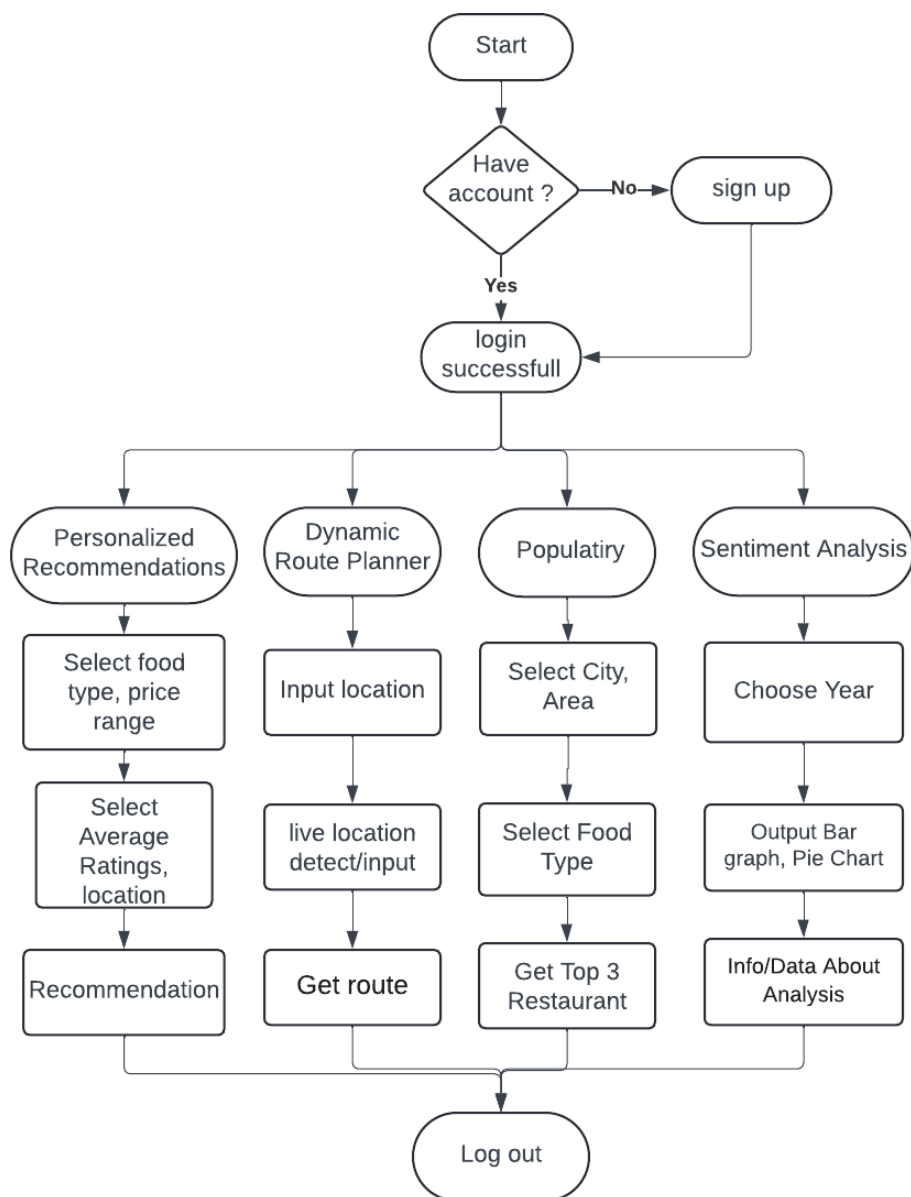 Start
Have
account ?
No
sign up
Yes
login
successfull
Personalized
Recommendations
Dynamic
Route Planner
Populatiry
Sentiment Analysis
Select food
type, price
range
Input location
Select City,
Area
Choose Year
Select
Average
Ratings,
location
live location
detect/input
Select Food
Type
Output Bar
graph, Pie Chart
Recommendation
Get route
Get Top 3
Restaurant
Info/Data About
Analysis
Log out